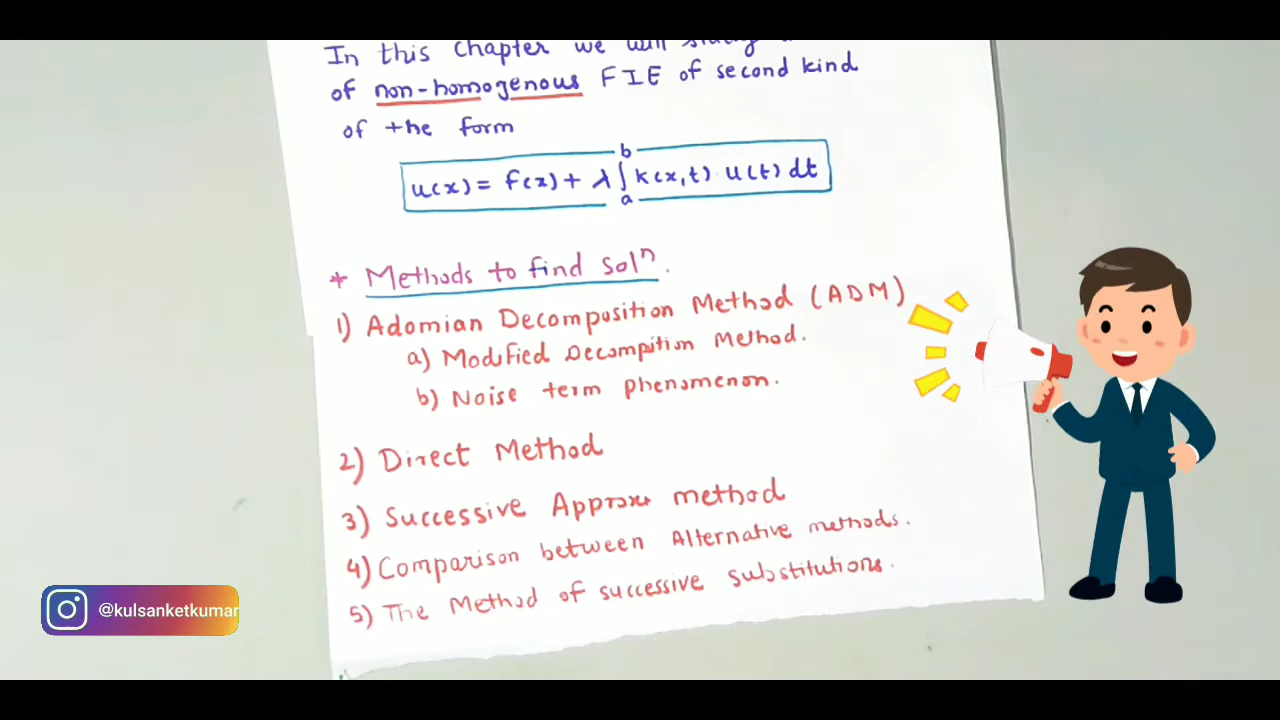 In this chapter we will study
of non-homogenous FIE of second kind
of the form
b
u(x) = f(x) + λ ∫ k(x,t) · u(t) dt
a
* Methods to find solⁿ.
1) Adomian Decomposition Method (ADM)
a) Modified Decompition Method.
b) Noise term phenomenon.
2) Direct Method
3) Successive Approx method
4) Comparison between Alternative methods.
5) The Method of successive substitutions.
@kulsanketkumar